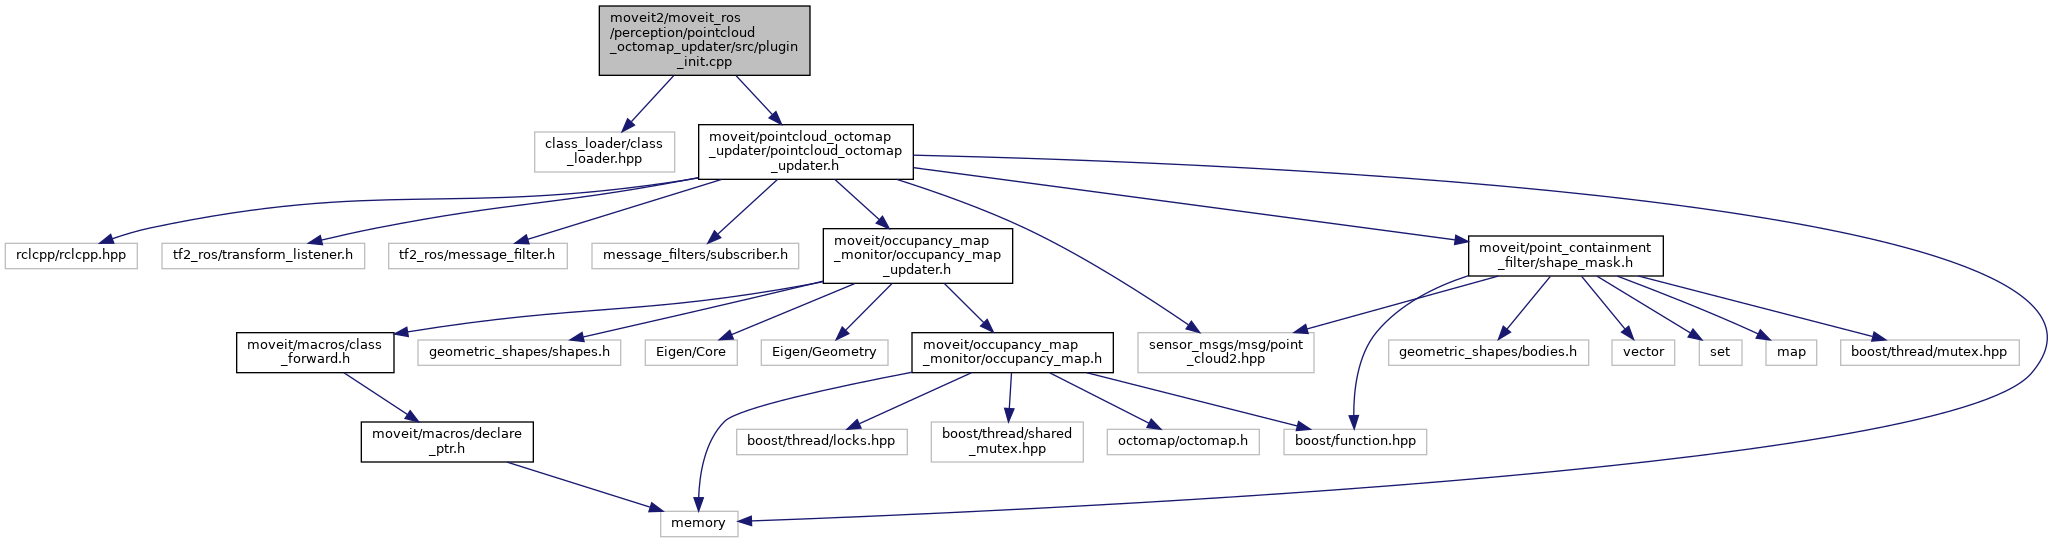 moveit2/moveit_ros
/perception/pointcloud
_octomap_updater/src/plugin
_init.cpp
class_loader/class
_loader.hpp
moveit/pointcloud_octomap
_updater/pointcloud_octomap
_updater.h
rclcpp/rclcpp.hpp
tf2_ros/transform_listener.h
tf2_ros/message_filter.h
message_filters/subscriber.h
moveit/occupancy_map
_monitor/occupancy_map
_updater.h
moveit/point_containment
_filter/shape_mask.h
moveit/macros/class
_forward.h
geometric_shapes/shapes.h
Eigen/Core
Eigen/Geometry
moveit/occupancy_map
_monitor/occupancy_map.h
sensor_msgs/msg/point
_cloud2.hpp
geometric_shapes/bodies.h
vector
set
map
boost/thread/mutex.hpp
moveit/macros/declare
_ptr.h
boost/thread/locks.hpp
boost/thread/shared
_mutex.hpp
octomap/octomap.h
boost/function.hpp
memory